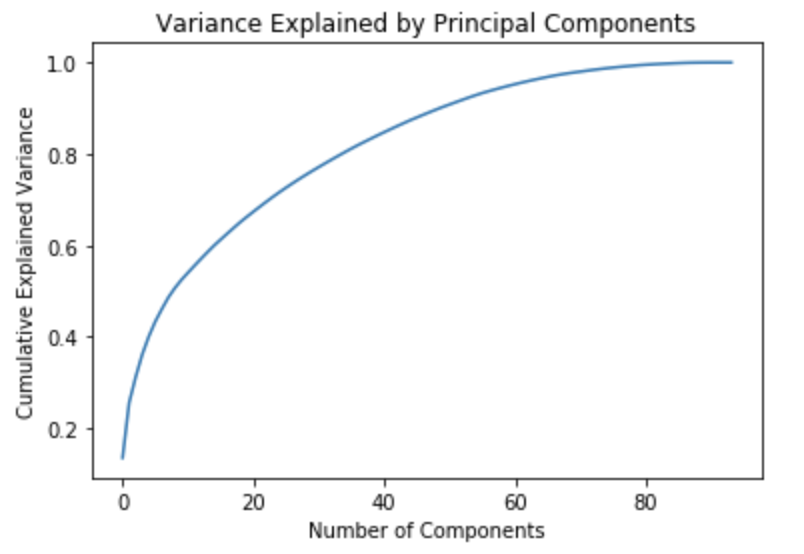 Variance Explained by Principal Components
1.0
0.8
0.6
0.4
0.2
Cumulative Explained Variance
0 20 40 60 80
Number of Components